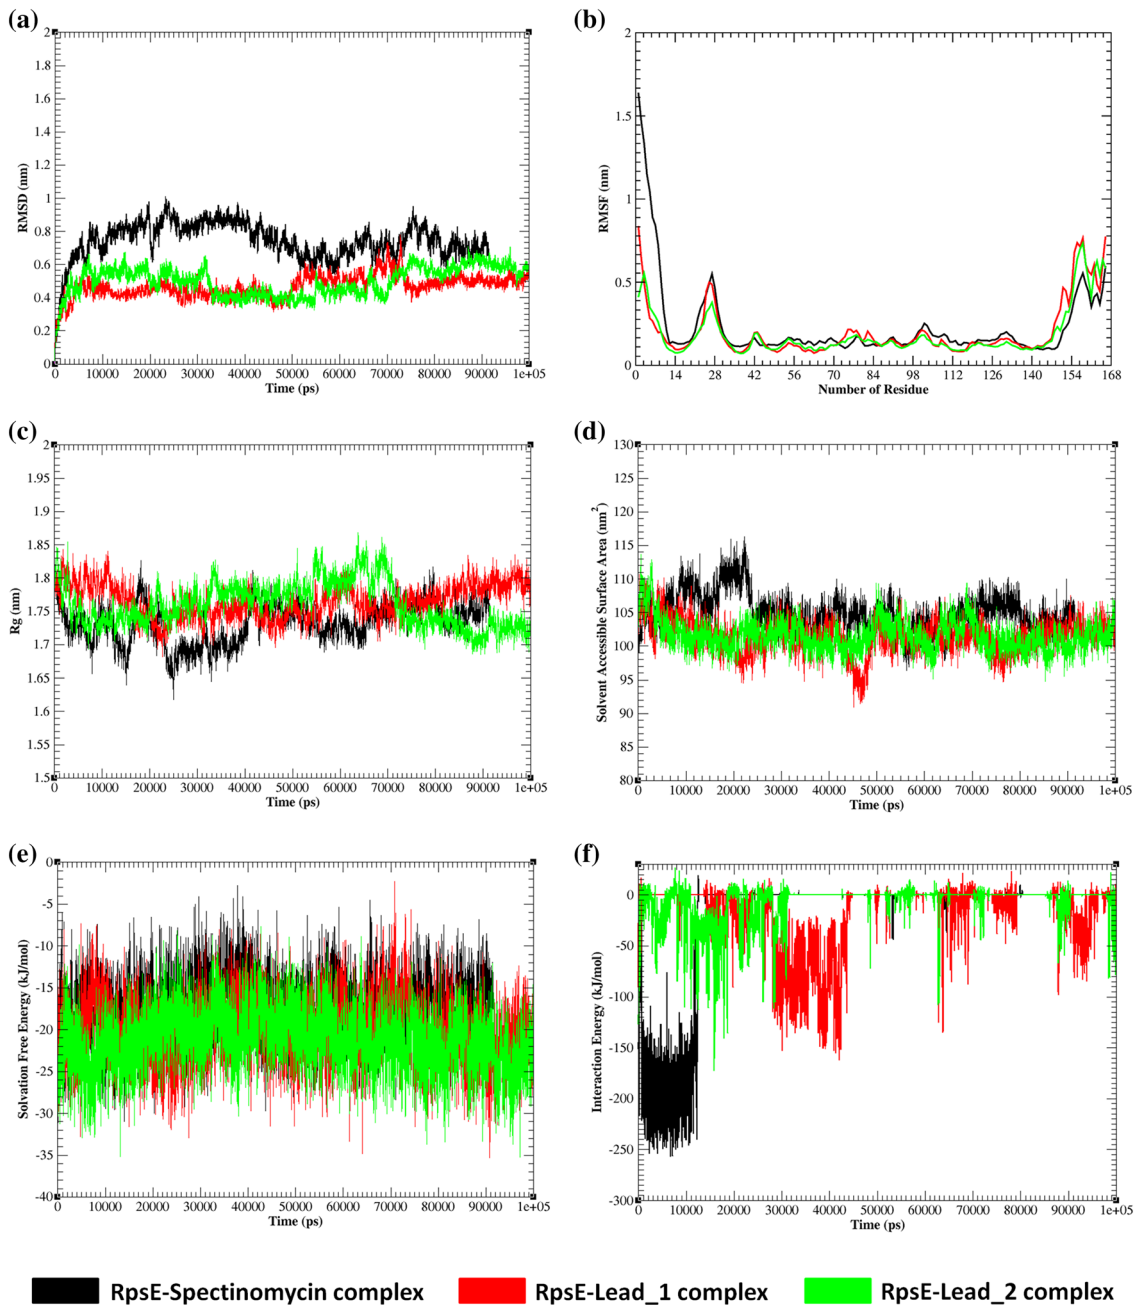 (a)
RMSD (nm)
2
1.8
1.6
1.4
1.2
1
0.8
0.6
0.4
0.2
0
0 10000 20000 30000 40000 50000 60000 70000 80000 90000 1e+05
Time (ps)
(b)
RMSF (nm)
2
1.5
1
0.5
0
0 14 28 42 56 70 84 98 112 126 140 154 168
Number of Residue
(c)
Rg (nm)
2
1.95
1.9
1.85
1.8
1.75
1.7
1.65
1.6
1.55
1.5
0 10000 20000 30000 40000 50000 60000 70000 80000 90000 1e+05
Time (ps)
(d)
Solvent Accessible Surface Area (nm²)
130
125
120
115
110
105
100
95
90
85
80
0 10000 20000 30000 40000 50000 60000 70000 80000 90000 1e+05
Time (ps)
(e)
Solvation Free Energy (kJ/mol)
0
-5
-10
-15
-20
-25
-30
-35
-40
0 10000 20000 30000 40000 50000 60000 70000 80000 90000 1e+05
Time (ps)
(f)
Interaction Energy (kJ/mol)
0
-50
-100
-150
-200
-250
-300
0 10000 20000 30000 40000 50000 60000 70000 80000 90000 1e+05
Time (ps)
RpsE-Spectinomycin complex
RpsE-Lead_1 complex
RpsE-Lead_2 complex